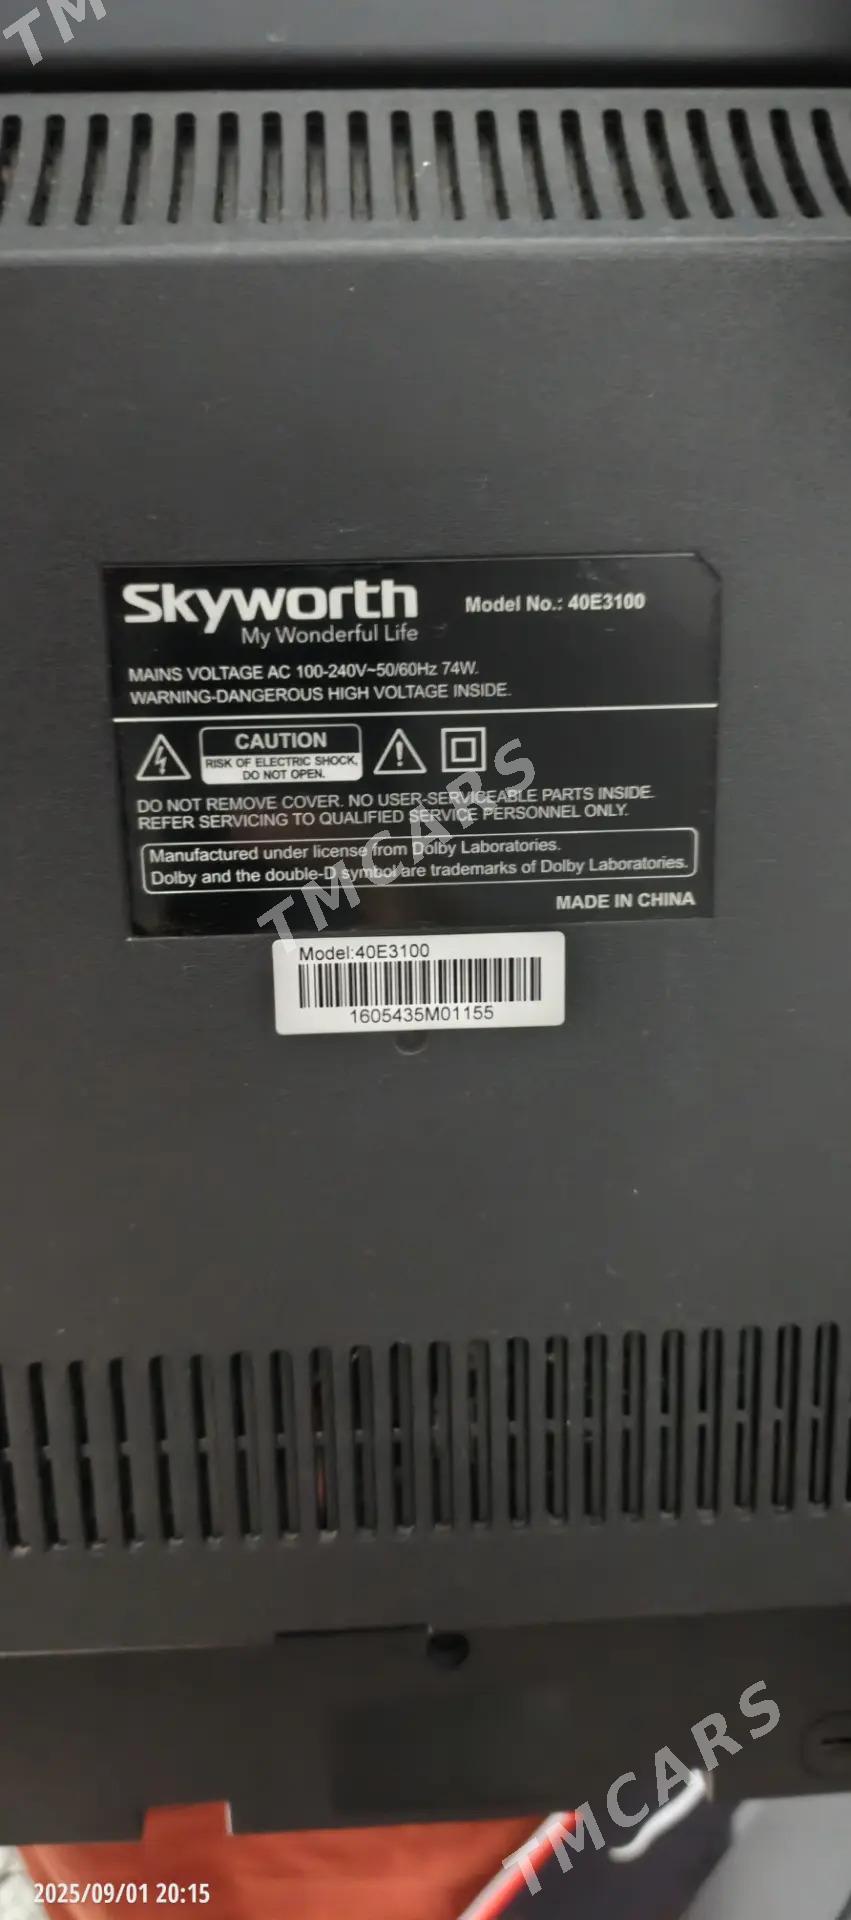 TM
Skyworth
My Wonderful Life
Model No.: 40E3100
MAINS VOLTAGE AC 100-240V~50/60Hz 74W.
WARNING-DANGEROUS HIGH VOLTAGE INSIDE.
CAUTION
RISK OF ELECTRIC SHOCK,
DO NOT OPEN.
DO NOT REMOVE COVER. NO USER-SERVICEABLE PARTS INSIDE.
REFER SERVICING TO QUALIFIED SERVICE PERSONNEL ONLY.
Manufactured under license from Dolby Laboratories.
Dolby and the double-D symbol are trademarks of Dolby Laboratories.
MADE IN CHINA
TMCARS
Model:40E3100
1605435M01155
TMCARS
2025/09/01 20:15